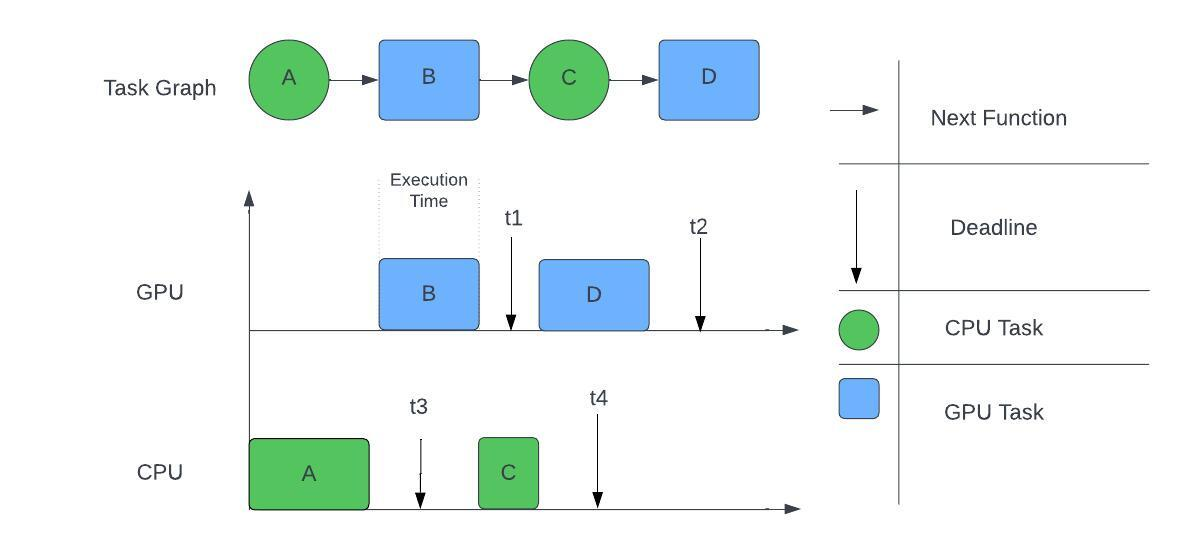 Task Graph
A
B
C
D
Next Function
Execution
Time
t1
t2
Deadline
GPU
B
D
CPU Task
t3
t4
GPU Task
CPU
A
C